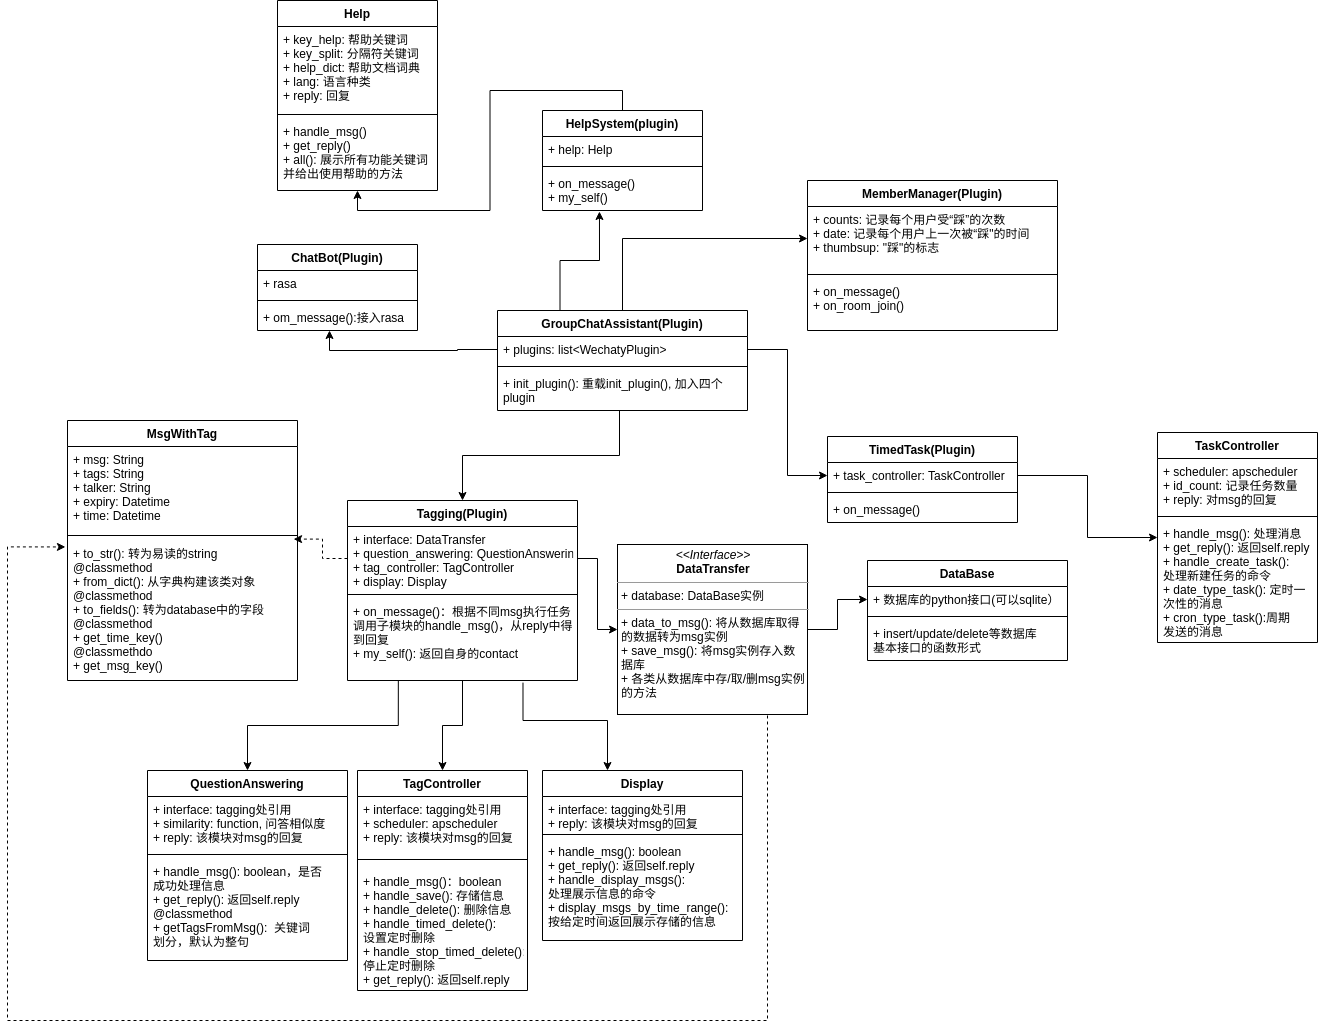 Help
+ key_help: 帮助关键词
+ key_split: 分隔符关键词
+ help_dict: 帮助文档词典
+ lang: 语言种类
+ reply: 回复
+ handle_msg()
+ get_reply()
+ all(): 展示所有功能关键词
并给出使用帮助的方法
HelpSystem(plugin)
+ help: Help
+ on_message()
+ my_self()
MemberManager(Plugin)
+ counts: 记录每个用户受“踩”的次数
+ date: 记录每个用户上一次被“踩”的时间
+ thumbsup: "踩”的标志
+ on_message()
+ on_room_join()
ChatBot(Plugin)
+ rasa
+ om_message():接入rasa
GroupChatAssistant(Plugin)
+ plugins: list<WechatyPlugin>
+ init_plugin(): 重载init_plugin(), 加入四个
plugin
MsgWithTag
+ msg: String
+ tags: String
+ talker: String
+ expiry: Datetime
+ time: Datetime
+ to_str(): 转为易读的string
@classmethod
+ from_dict(): 从字典构建该类对象
@classmethod
+ to_fields(): 转为database中的字段
@classmethod
+ get_time_key()
@classmethdo
+ get_msg_key()
TimedTask(Plugin)
+ task_controller: TaskController
+ on_message()
TaskController
+ scheduler: apscheduler
+ id_count: 记录任务数量
+ reply: 对msg的回复
+ handle_msg(): 处理消息
+ get_reply(): 返回self.reply
+ handle_create_task():
处理新建任务的命令
+ date_type_task(): 定时一
次性的消息
+ cron_type_task():周期
发送的消息
Tagging(Plugin)
+ interface: DataTransfer
+ question_answering: QuestionAnswerin
+ tag_controller: TagController
+ display: Display
+ on_message()：根据不同msg执行任务
调用子模块的handle_msg()，从reply中得
到回复
+ my_self(): 返回自身的contact
<<Interface>>
DataTransfer
+ database: DataBase实例
+ data_to_msg(): 将从数据库取得
的数据转为msg实例
+ save_msg(): 将msg实例存入数
据库
+ 各类从数据库中存/取/删msg实例
的方法
DataBase
+ 数据库的python接口(可以sqlite）
+ insert/update/delete等数据库
基本接口的函数形式
QuestionAnswering
+ interface: tagging处引用
+ similarity: function, 问答相似度
+ reply: 该模块对msg的回复
+ handle_msg(): boolean，是否
成功处理信息
+ get_reply(): 返回self.reply
@classmethod
+ getTagsFromMsg(): 关键词
划分，默认为整句
TagController
+ interface: tagging处引用
+ scheduler: apscheduler
+ reply: 该模块对msg的回复
+ handle_msg()：boolean
+ handle_save(): 存储信息
+ handle_delete(): 删除信息
+ handle_timed_delete():
设置定时删除
+ handle_stop_timed_delete()
停止定时删除
+ get_reply(): 返回self.reply
Display
+ interface: tagging处引用
+ reply: 该模块对msg的回复
+ handle_msg(): boolean
+ get_reply(): 返回self.reply
+ handle_display_msgs():
处理展示信息的命令
+ display_msgs_by_time_range():
按给定时间返回展示存储的信息